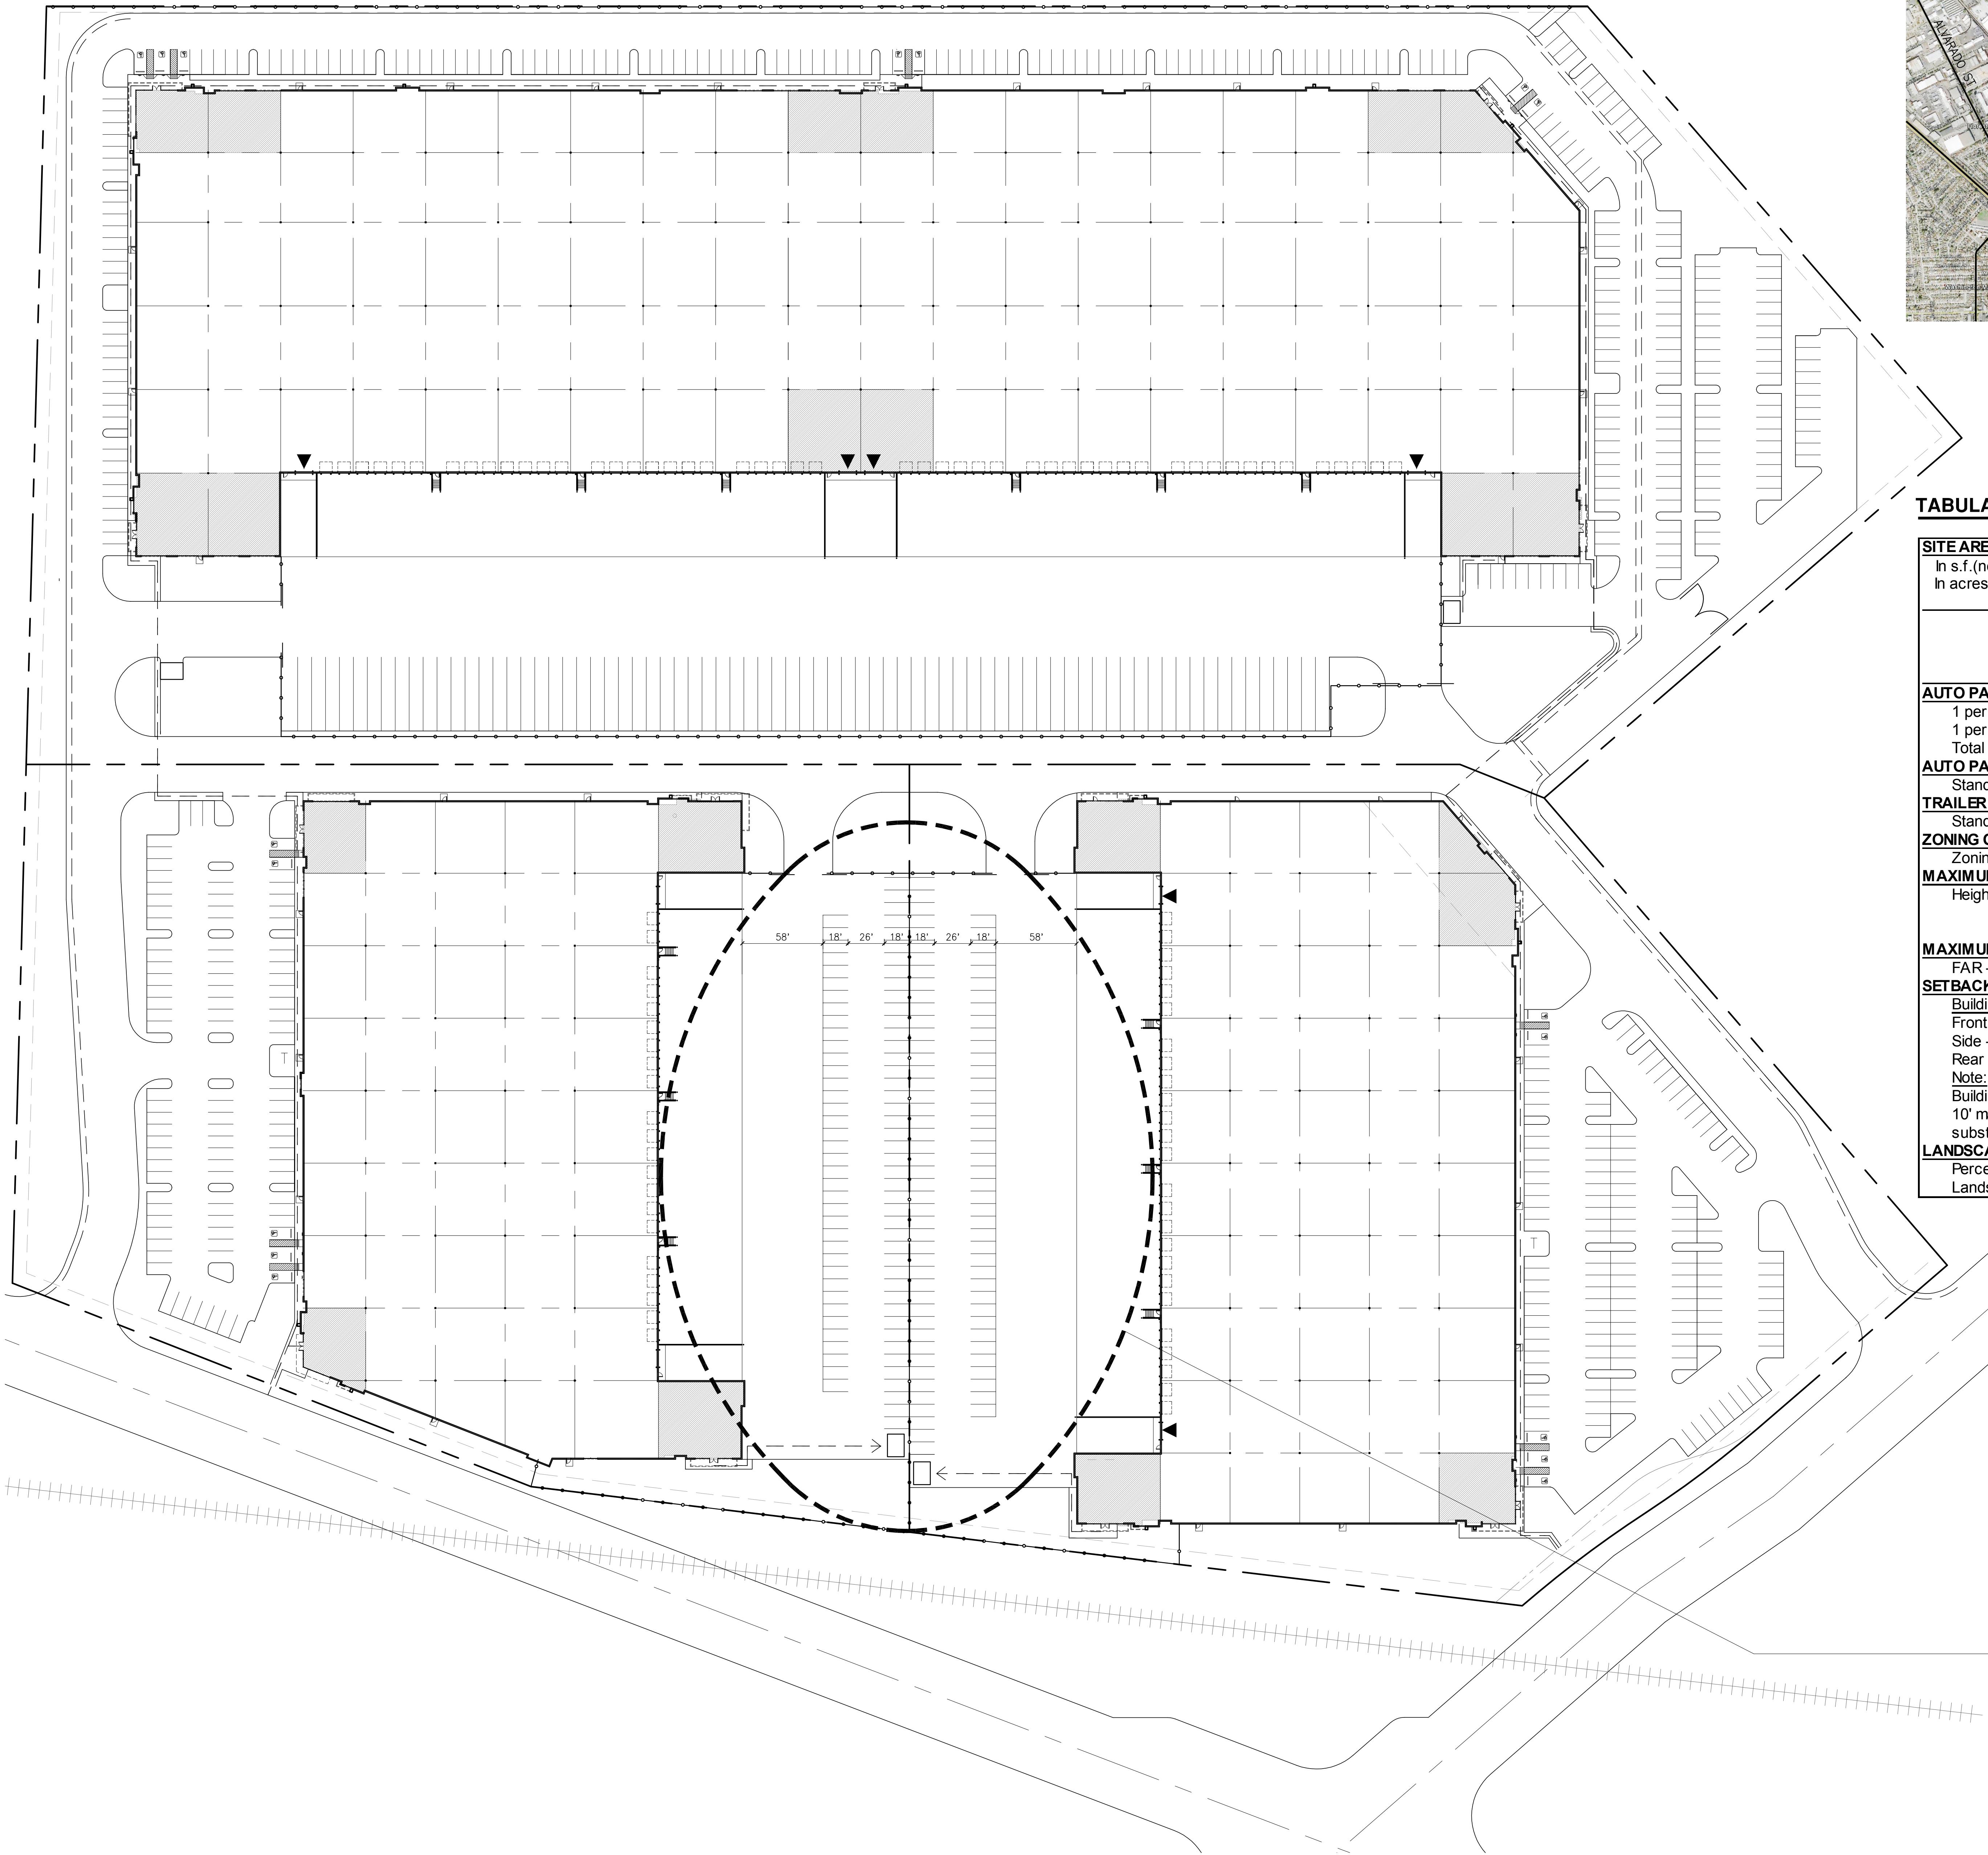 ALVARADO ST
TABULA
SITE ARE
In s.f.(n
In acres
AUTO PA
1 per
1 per
Total
AUTO PA
Stand
TRAILER
Stand
ZONING
Zonin
MAXIMU
Heigh
MAXIMU
FAR -
SETBACK
Buildi
Front
Side -
Rear
Note:
Buildi
10' m
subst
LANDSCA
Perce
Lands
58' 18' 26' 18' 18' 26' 18' 58'
T
T